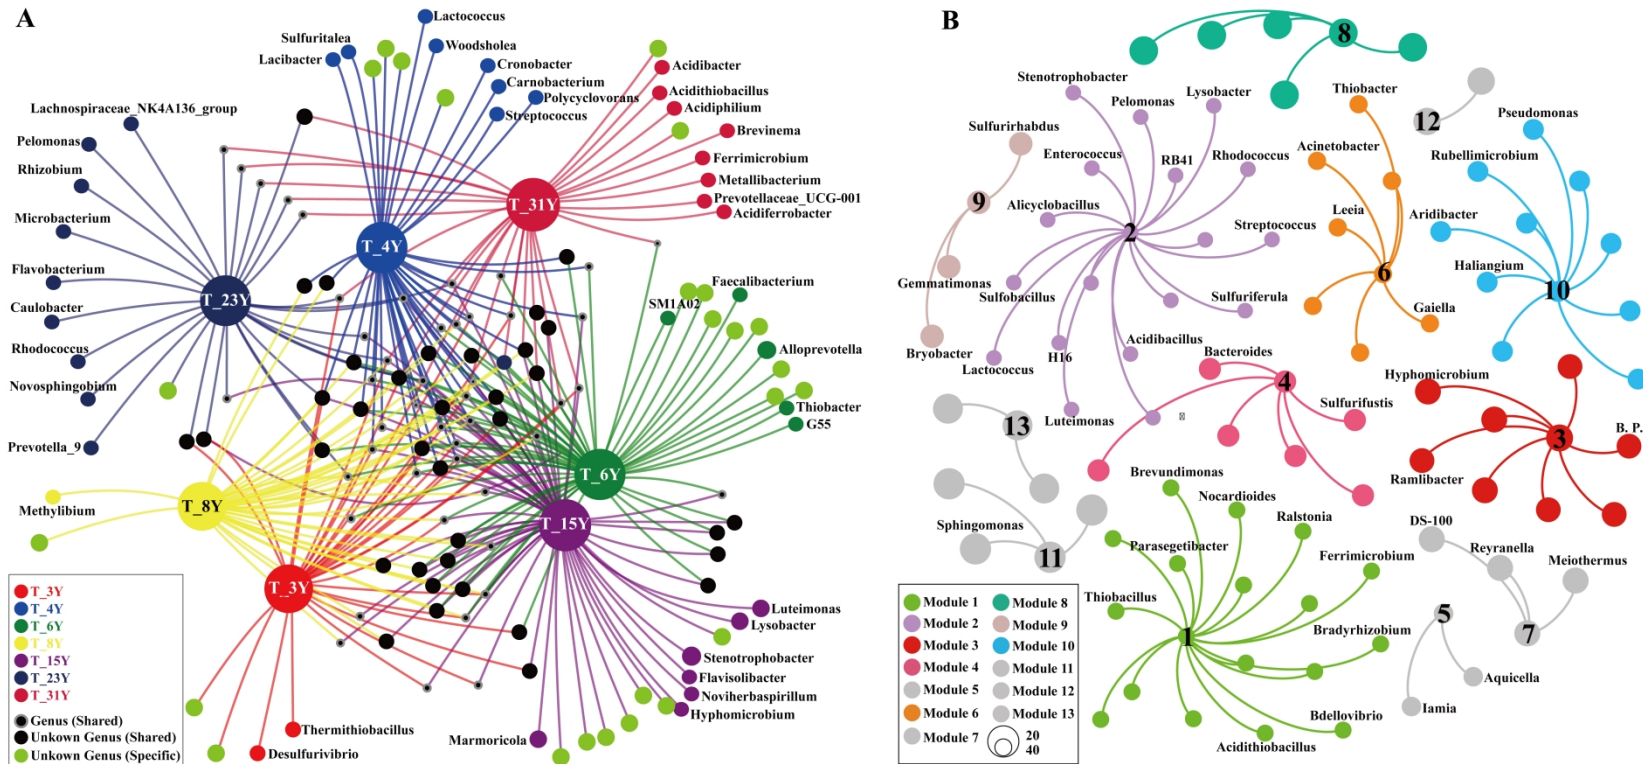 A
Lactococcus
Sulfuritalea
Lacibacter
Woodsholea
Cronobacter
Carnobacterium
Polycyclovorans
Streptococcus
Acidibacter
Acidithiobacillus
Acidiphilium
Brevinema
Ferrimicrobium
Metallibacterium
Prevotellaceae_UCG-001
Acidiferrobacter
Lachnospiraceae_NK4A136_group
Pelomonas
Rhizobium
Microbacterium
Flavobacterium
Caulobacter
Rhodococcus
Novosphingobium
Prevotella_9
T_31Y
T_4Y
T_23Y
Faecalibacterium
SM1A02
Alloprevotella
Thiobacter
G55
T_6Y
T_8Y
T_15Y
Methylibium
T_3Y
Luteimonas
Lysobacter
Stenotrophobacter
Flavisolibacter
Noviherbaspirillum
Hyphomicrobium
Marmoricola
Thermithiobacillus
Desulfurivibrio
T_3Y
T_4Y
T_6Y
T_8Y
T_15Y
T_23Y
T_31Y
Genus (Shared)
Unkown Genus (Shared)
Unkown Genus (Specific)
B
8
Stenotrophobacter
Pelomonas
Lysobacter
Enterococcus
RB41
Rhodococcus
Alicyclobacillus
2
Streptococcus
Sulfobacillus
Sulfuriferula
H16
Lactococcus
Acidibacillus
Luteimonas
Sulfurirhabdus
9
Gemmatimonas
Bryobacter
Thiobacter
Acinetobacter
Leeia
6
Gaiella
12
Pseudomonas
Rubellimicrobium
Aridibacter
Haliangium
10
Bacteroides
4
Sulfurifustis
Hyphomicrobium
3
B. P.
Ramlibacter
13
Sphingomonas
11
Brevundimonas
Nocardioides
Ralstonia
Parasegetibacter
Ferrimicrobium
Thiobacillus
1
Bradyrhizobium
Bdellovibrio
Acidithiobacillus
DS-100
Reyranella
Meiothermus
7
5
Aquicella
Iamia
Module 1
Module 2
Module 3
Module 4
Module 5
Module 6
Module 7
Module 8
Module 9
Module 10
Module 11
Module 12
Module 13
20
40